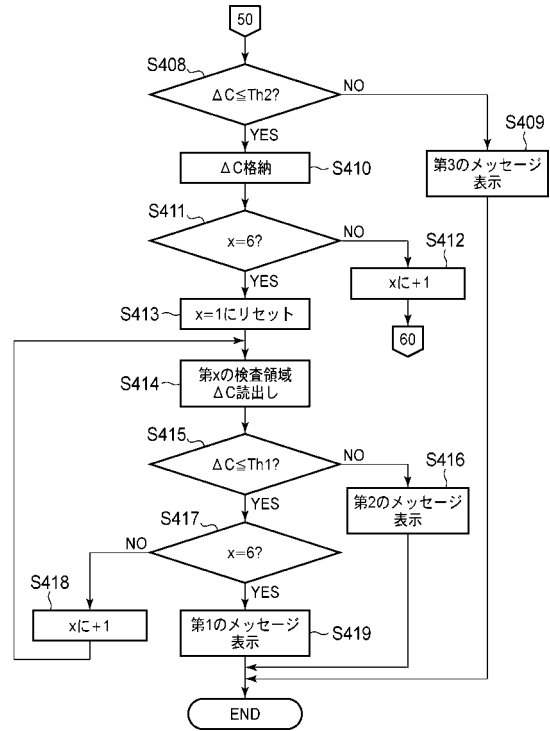 50
S408
ΔC≦Th2?
NO
YES
S409
第3のメッセージ
表示
ΔC格納
S410
S411
x=6?
NO
YES
S412
xに+1
60
S413
x=1にリセット
S414
第xの検査領域
ΔC読出し
S415
ΔC≦Th1?
NO
YES
S416
第2のメッセージ
表示
S417
x=6?
NO
YES
S418
xに+1
第1のメッセージ
表示
S419
END